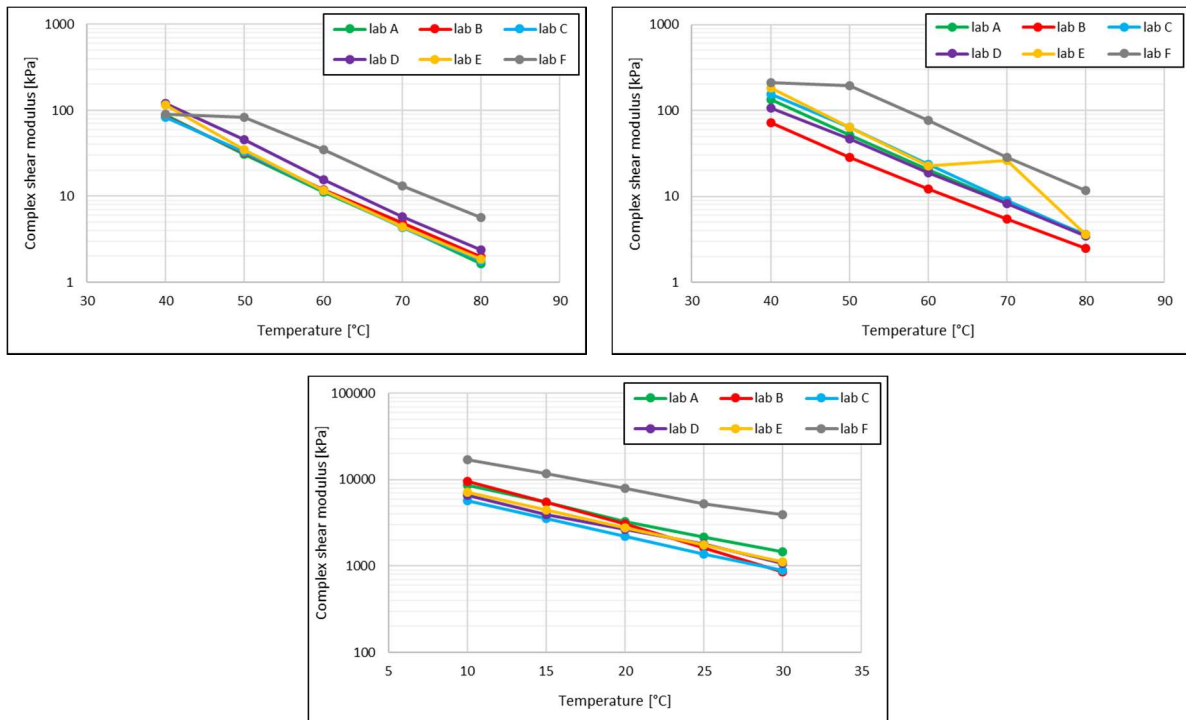 Complex shear modulus [kPa]
1000
100
10
1
lab A lab B lab C
lab D lab E lab F
30 40 50 60 70 80 90
Temperature [°C]
Complex shear modulus [kPa]
1000
100
10
1
lab A lab B lab C
lab D lab E lab F
30 40 50 60 70 80 90
Temperature [°C]
Complex shear modulus [kPa]
100000
10000
1000
100
lab A lab B lab C
lab D lab E lab F
5 10 15 20 25 30 35
Temperature [°C]